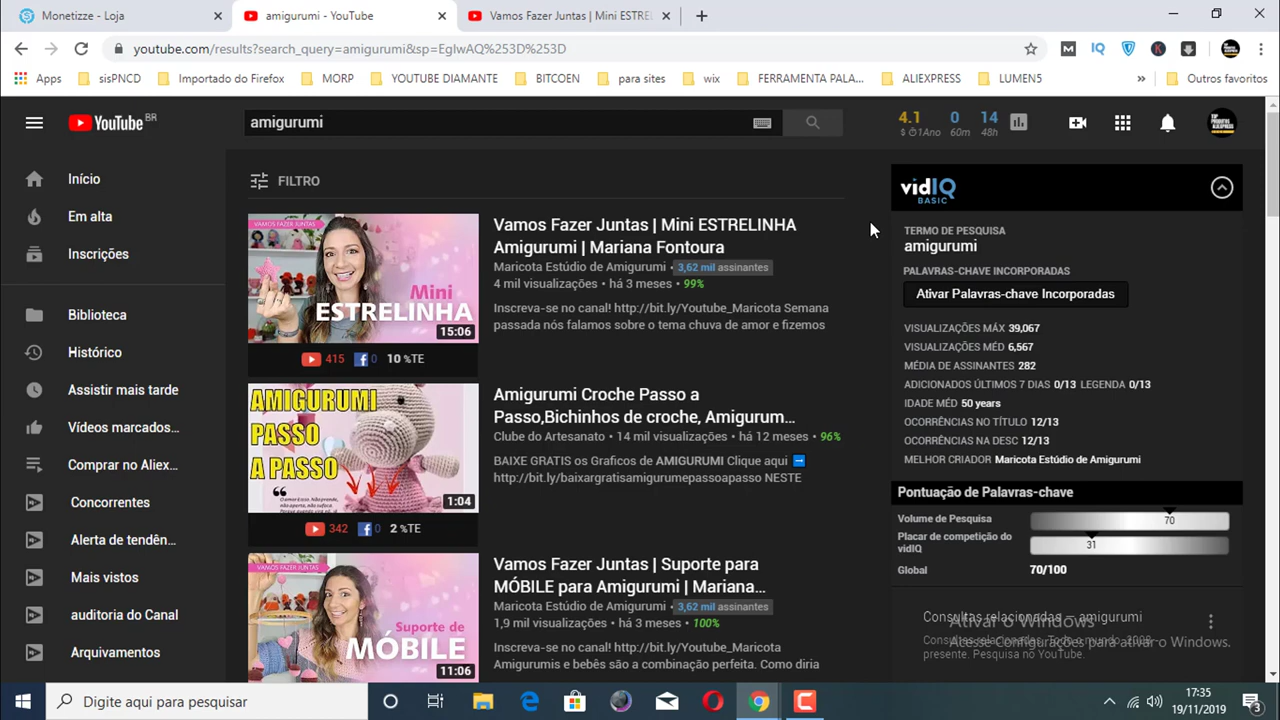 Monetizze - Loja
amigurumi - YouTube
Vamos Fazer Juntas | Mini ESTREL
youtube.com/results?search_query=amigurumi&sp=EgIwAQ%253D%253D
Apps
sisPNCD
Importado do Firefox
MORP
YOUTUBE DIAMANTE
BITCOEN
para sites
wix
FERRAMENTA PALA...
ALIEXPRESS
LUMEN5
»
Outros favoritos
YouTube BR
amigurumi
4.1
0
14
$ 1Ano
60m
48h
Início
Em alta
Inscrições
Biblioteca
Histórico
Assistir mais tarde
Vídeos marcados...
Comprar no Aliex...
Concorrentes
Alerta de tendên...
Mais vistos
auditoria do Canal
Arquivamentos
FILTRO
VAMOS FAZER JUNTAS
Mini
ESTRELINHA
15:06
415
0
10 %TE
Vamos Fazer Juntas | Mini ESTRELINHA
Amigurumi | Mariana Fontoura
Maricota Estúdio de Amigurumi 3,62 mil assinantes
4 mil visualizações • há 3 meses • 99%
Inscreva-se no canal! http://bit.ly/Youtube_Maricota Semana
passada nós falamos sobre o tema chuva de amor e fizemos
AMIGURUMI
PASSO
A PASSO
1:04
342
0
2 %TE
Amigurumi Croche Passo a
Passo,Bichinhos de croche, Amigurum...
Clube do Artesanato • 14 mil visualizações • há 12 meses • 96%
BAIXE GRATIS os Graficos de AMIGURUMI Clique aqui
http://bit.ly/baixargratisamigurumepassoapasso NESTE
VAMOS FAZER JUNTAS
Suporte de
MÓBILE
11:06
Vamos Fazer Juntas | Suporte para
MÓBILE para Amigurumi | Mariana...
Maricota Estúdio de Amigurumi 3,62 mil assinantes
1,9 mil visualizações • há 3 meses • 100%
Inscreva-se no canal! http://bit.ly/Youtube_Maricota
Amigurumis e bebês são a combinação perfeita. Como diria
vidIQ
BASIC
TERMO DE PESQUISA
amigurumi
PALAVRAS-CHAVE INCORPORADAS
Ativar Palavras-chave Incorporadas
VISUALIZAÇÕES MÁX 39,067
VISUALIZAÇÕES MÉD 6,567
MÉDIA DE ASSINANTES 282
ADICIONADOS ÚLTIMOS 7 DIAS 0/13 LEGENDA 0/13
IDADE MÉD 50 years
OCORRÊNCIAS NO TÍTULO 12/13
OCORRÊNCIAS NA DESC 12/13
MELHOR CRIADOR Maricota Estúdio de Amigurumi
Pontuação de Palavras-chave
Volume de Pesquisa
70
Placar de competição do
vidIQ
31
Global
70/100
Consultas relacionadas – amigurumi
Ativar o Windows
Consultas relacionadas. Todo o mundo, 2008 –
presente. Pesquisa no YouTube.
Acesse Configurações para ativar o Windows.
Digite aqui para pesquisar
17:35
19/11/2019
3